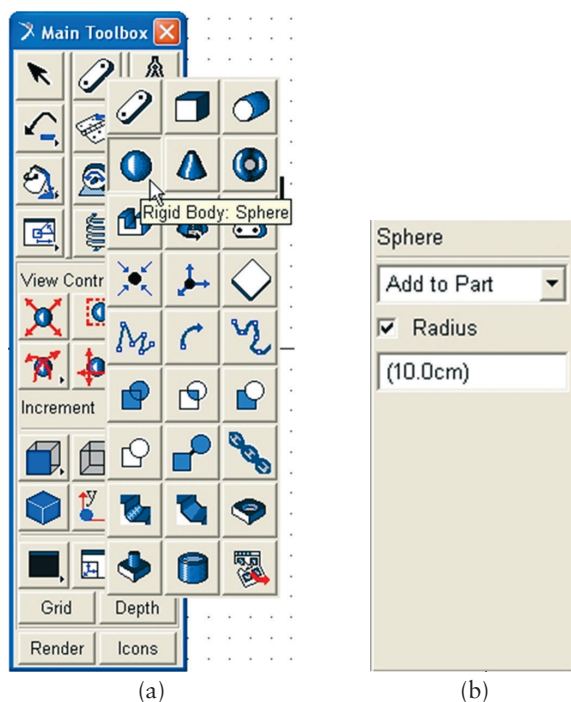 Main Toolbox
Rigid Body: Sphere
View Contr
Increment
Grid Depth
Render Icons
(a)
Sphere
Add to Part
Radius
(10.0cm)
(b)